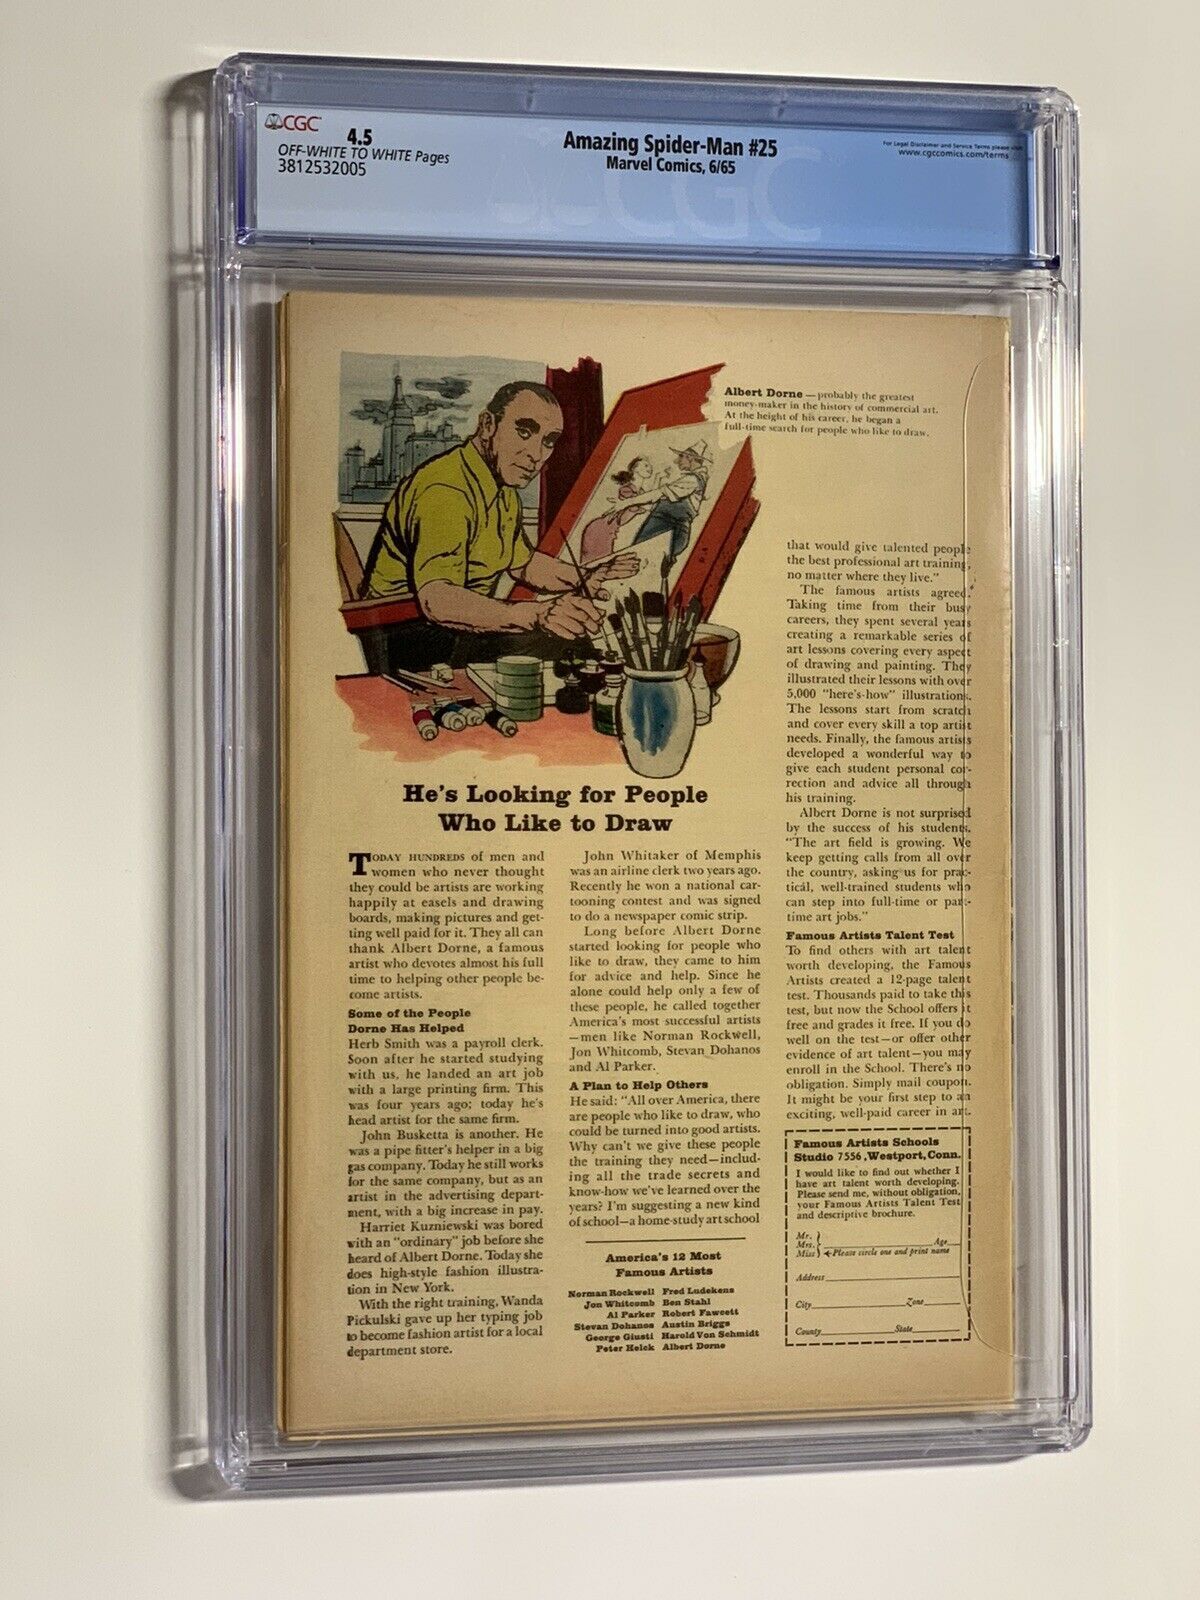 CGC
4.5
OFF-WHITE TO WHITE Pages
3812532005
Amazing Spider-Man #25
Marvel Comics, 6/65
For Legal Disclaimer and Service Terms please visit
www.cgccomics.com/terms
CGC
Albert Dorne — probably the greatest
money-maker in the history of commercial art.
At the height of his career, he began a
full-time search for people who like to draw.
He's Looking for People
Who Like to Draw
TODAY HUNDREDS of men and
women who never thought
they could be artists are working
happily at easels and drawing
boards, making pictures and get-
ting well paid for it. They all can
thank Albert Dorne, a famous
artist who devotes almost his full
time to helping other people be-
come artists.
Some of the People
Dorne Has Helped
Herb Smith was a payroll clerk.
Soon after he started studying
with us, he landed an art job
with a large printing firm. This
was four years ago; today he's
head artist for the same firm.
John Busketta is another. He
was a pipe fitter's helper in a big
gas company. Today he still works
for the same company, but as an
artist in the advertising depart-
ment, with a big increase in pay.
Harriet Kuzniewski was bored
with an "ordinary" job before she
heard of Albert Dorne. Today she
does high-style fashion illustra-
tion in New York.
With the right training, Wanda
Pickulski gave up her typing job
to become fashion artist for a local
department store.
John Whitaker of Memphis
was an airline clerk two years ago.
Recently he won a national car-
tooning contest and was signed
to do a newspaper comic strip.
Long before Albert Dorne
started looking for people who
like to draw, they came to him
for advice and help. Since he
alone could help only a few of
these people, he called together
America's most successful artists
—men like Norman Rockwell,
Jon Whitcomb, Stevan Dohanos
and Al Parker.
A Plan to Help Others
He said: "All over America, there
are people who like to draw, who
could be turned into good artists.
Why can't we give these people
the training they need—includ-
ing all the trade secrets and
know-how we've learned over the
years? I'm suggesting a new kind
of school—a home-study art school
America's 12 Most
Famous Artists
Norman Rockwell Fred Ludekens
Jon Whitcomb Ben Stahl
Al Parker Robert Fawcett
Stevan Dohanos Austin Briggs
George Giusti Harold Von Schmidt
Peter Helck Albert Dorne
that would give talented people
the best professional art training,
no matter where they live."
The famous artists agreed.
Taking time from their busy
careers, they spent several years
creating a remarkable series of
art lessons covering every aspect
of drawing and painting. They
illustrated their lessons with over
5,000 "here's-how" illustrations.
The lessons start from scratch
and cover every skill a top artist
needs. Finally, the famous artists
developed a wonderful way to
give each student personal cor-
rection and advice all through
his training.
Albert Dorne is not surprised
by the success of his students.
"The art field is growing. We
keep getting calls from all over
the country, asking us for prac-
tical, well-trained students who
can step into full-time or part-
time art jobs."
Famous Artists Talent Test
To find others with art talent
worth developing, the Famous
Artists created a 12-page talent
test. Thousands paid to take this
test, but now the School offers it
free and grades it free. If you do
well on the test—or offer other
evidence of art talent—you may
enroll in the School. There's no
obligation. Simply mail coupon.
It might be your first step to an
exciting, well-paid career in art.
Famous Artists Schools
Studio 7556, Westport, Conn.
I would like to find out whether I
have art talent worth developing.
Please send me, without obligation,
your Famous Artists Talent Test
and descriptive brochure.
Mr.
Mrs. Age
Miss Please circle one and print name
Address
City Zone
County State